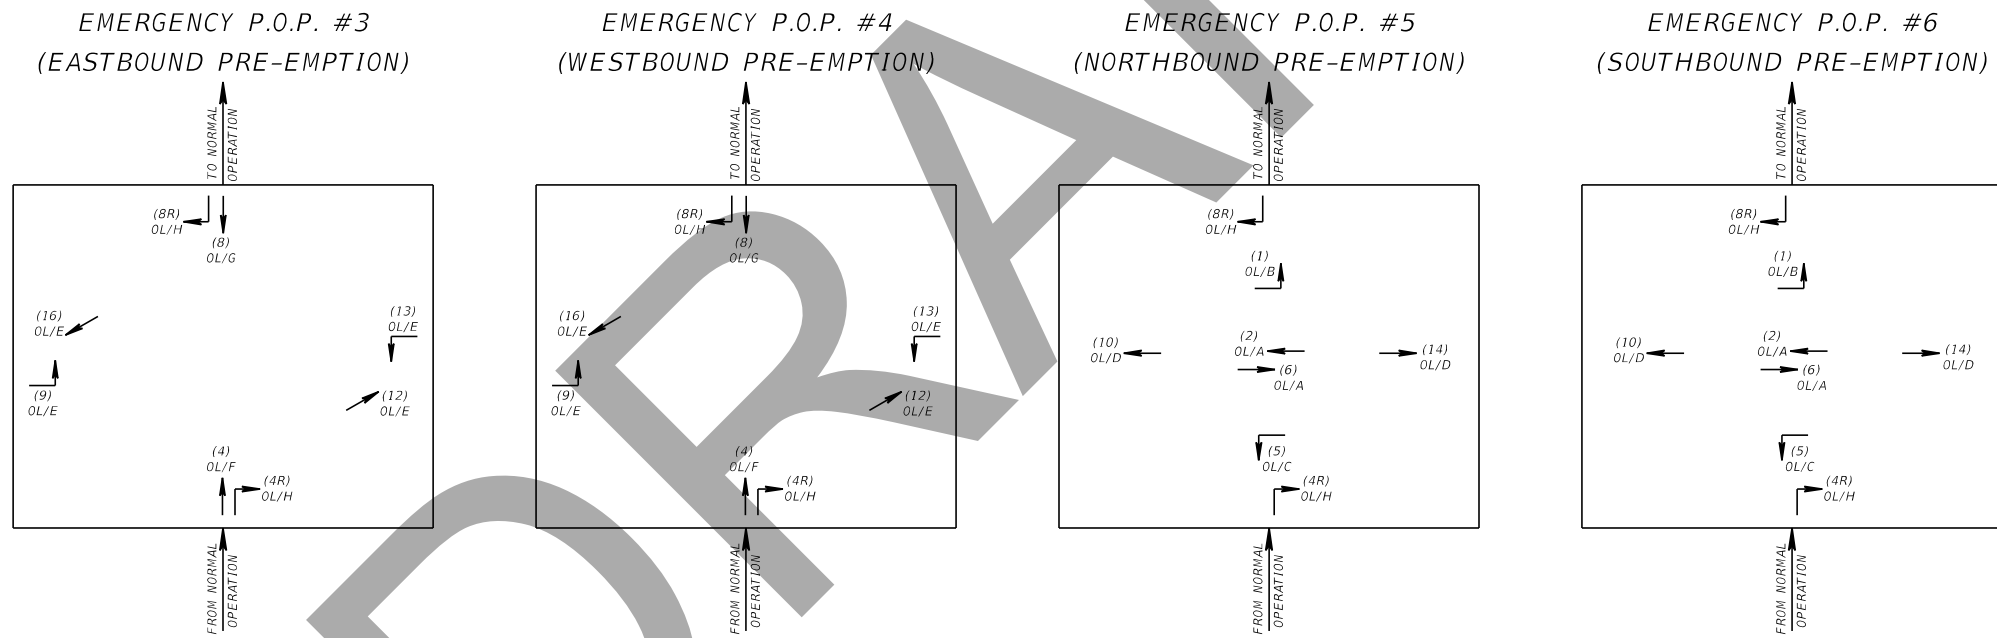 EMERGENCY P.O.P. #3
(EASTBOUND PRE-EMPTION)
TO NORMAL
OPERATION
(8R)
OL/H
(8)
OL/G
(16)
OL/E
(13)
OL/E
(9)
OL/E
(12)
OL/E
(4)
OL/F
(4R)
OL/H
FROM NORMAL
OPERATION
EMERGENCY P.O.P. #4
(WESTBOUND PRE-EMPTION)
TO NORMAL
OPERATION
(8R)
OL/H
(8)
OL/G
(16)
OL/E
(13)
OL/E
(9)
OL/E
(12)
OL/E
(4)
OL/F
(4R)
OL/H
FROM NORMAL
OPERATION
EMERGENCY P.O.P. #5
(NORTHBOUND PRE-EMPTION)
TO NORMAL
OPERATION
(8R)
OL/H
(1)
OL/B
(10)
OL/D
(2)
OL/A
(6)
OL/A
(14)
OL/D
(5)
OL/C
(4R)
OL/H
FROM NORMAL
OPERATION
EMERGENCY P.O.P. #6
(SOUTHBOUND PRE-EMPTION)
TO NORMAL
OPERATION
(8R)
OL/H
(1)
OL/B
(10)
OL/D
(2)
OL/A
(6)
OL/A
(14)
OL/D
(5)
OL/C
(4R)
OL/H
FROM NORMAL
OPERATION